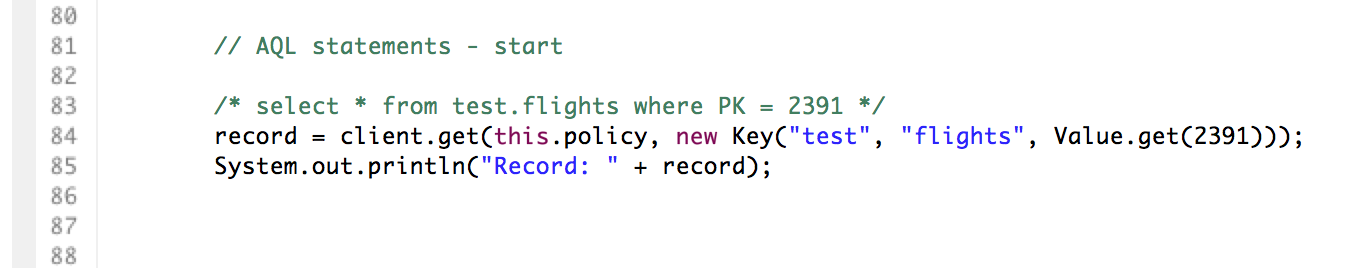 80
81 // AQL statements - start
82
83 /* select * from test.flights where PK = 2391 */
84 record = client.get(this.policy, new Key("test", "flights", Value.get(2391)));
85 System.out.println("Record: " + record);
86
87
88